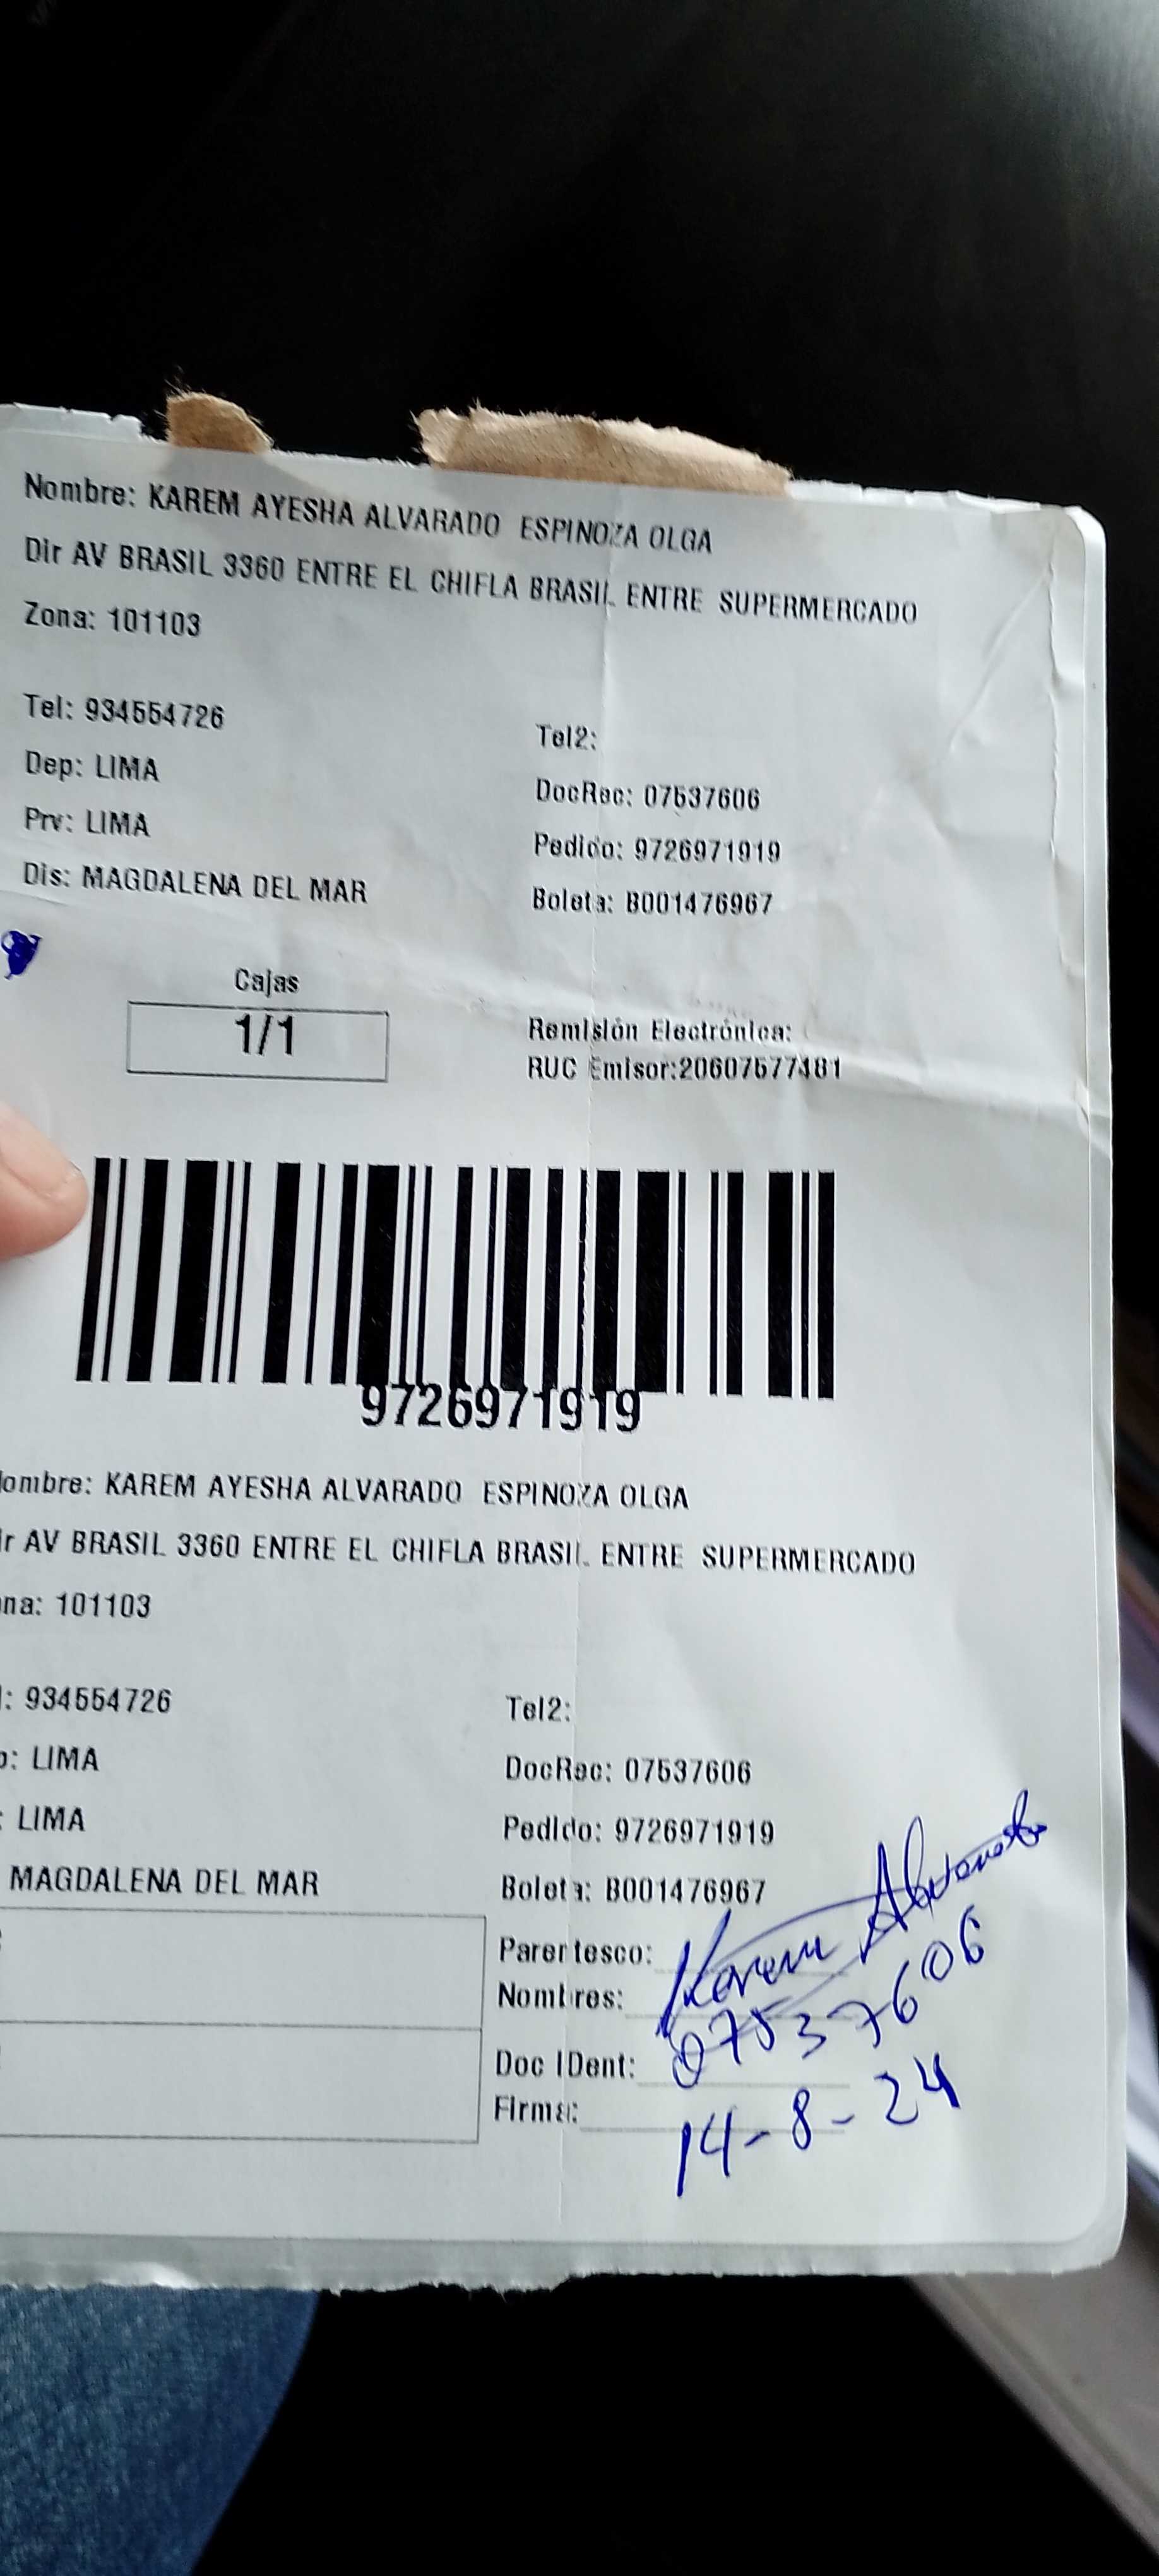 Nombre: KAREM AYESHA ALVARADO ESPINOZA OLGA
Dir AV BRASIL 3360 ENTRE EL CHIFLA BRASIL ENTRE SUPERMERCADO
Zona: 101103
Tel: 934554726
Tel2:
Dep: LIMA
DocRec: 07537606
Prv: LIMA
Pedido: 9726971919
Dis: MAGDALENA DEL MAR
Boleta: B001476967
Cajas
1/1
Remisión Electrónica:
RUC Emisor:20607577481
9726971919
ombre: KAREM AYESHA ALVARADO ESPINOZA OLGA
ir AV BRASIL 3360 ENTRE EL CHIFLA BRASIL ENTRE SUPERMERCADO
na: 101103
: 934554726
Tel2:
: LIMA
DocRec: 07537606
: LIMA
Pedido: 9726971919
MAGDALENA DEL MAR
Boleta: B001476967
Parentesco:
Nombres: Karem Alvarado
Doc IDent: 07537606
Firma: 14-8-24